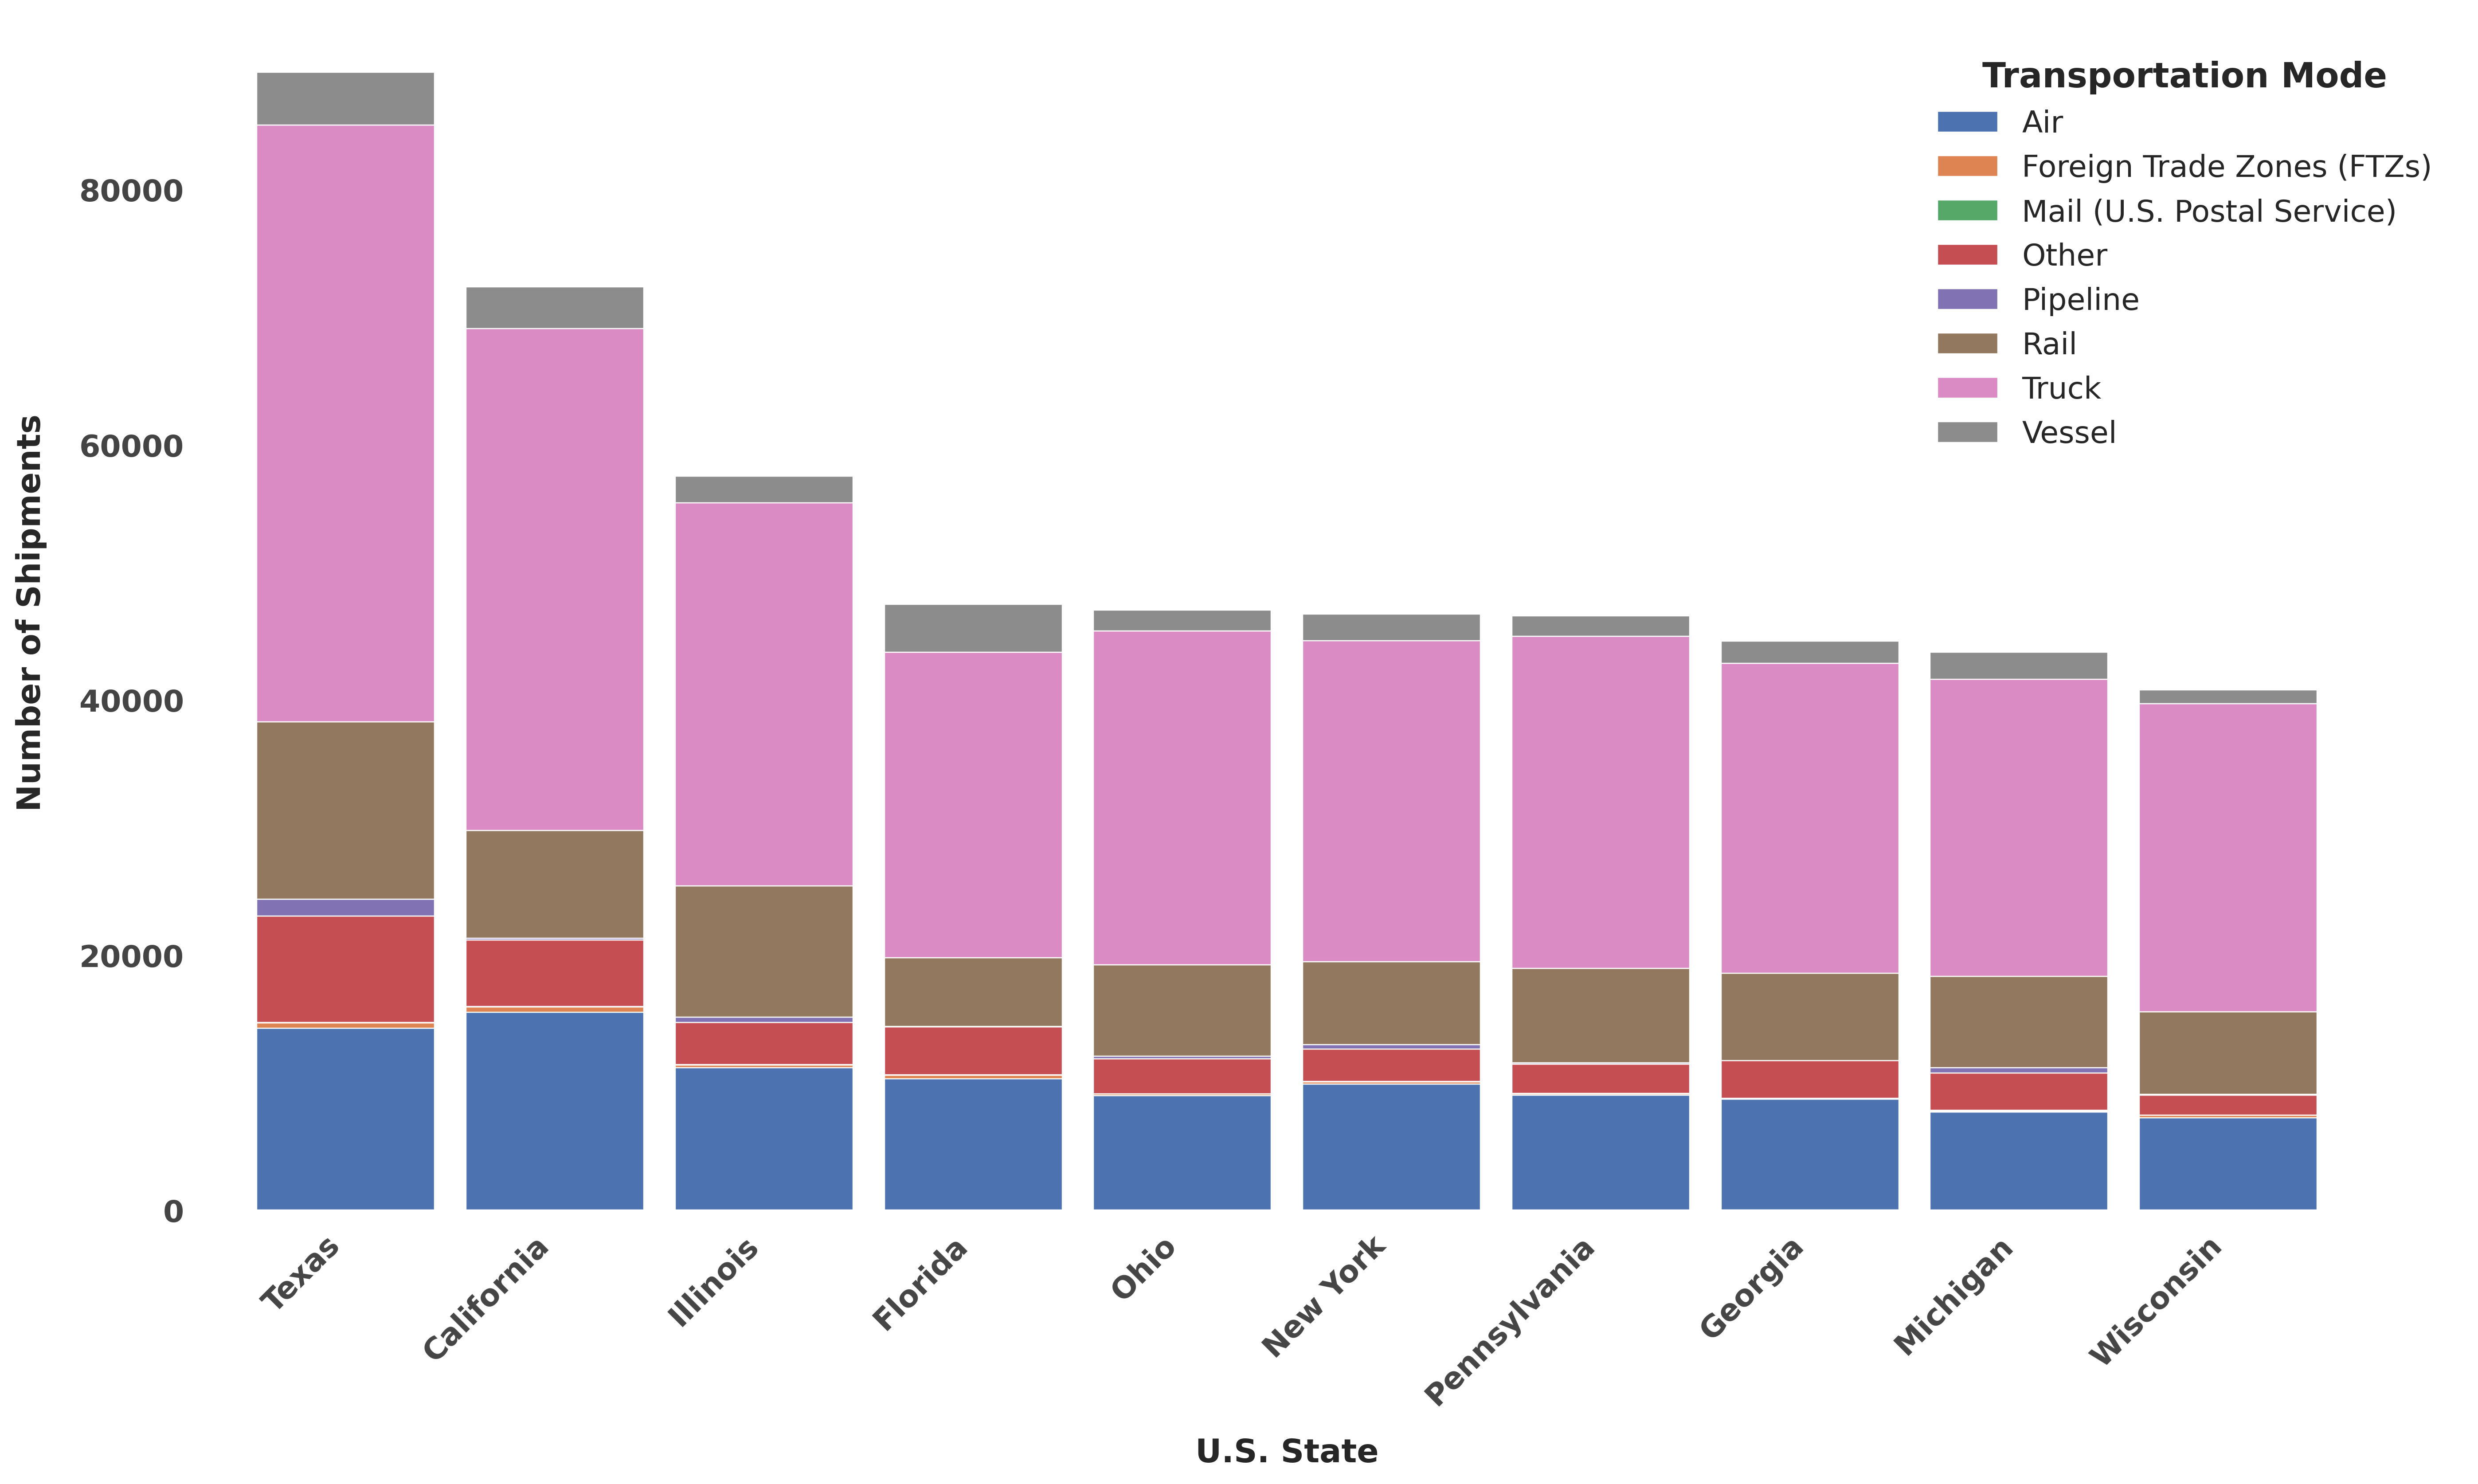 Transportation Mode
Air
Foreign Trade Zones (FTZs)
Mail (U.S. Postal Service)
Other
Pipeline
Rail
Truck
Vessel
Number of Shipments
80000
60000
40000
20000
0
Texas
California
Illinois
Florida
Ohio
New York
Pennsylvania
Georgia
Michigan
Wisconsin
U.S. State